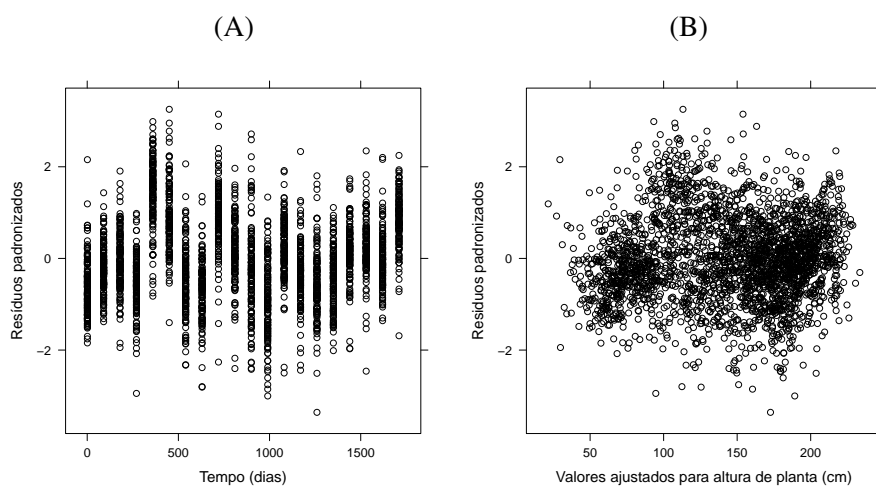 (A)
(B)
Resíduos padronizados
2
0
−2
0
500
1000
1500
Tempo (dias)
Resíduos padronizados
2
0
−2
50
100
150
200
Valores ajustados para altura de planta (cm)